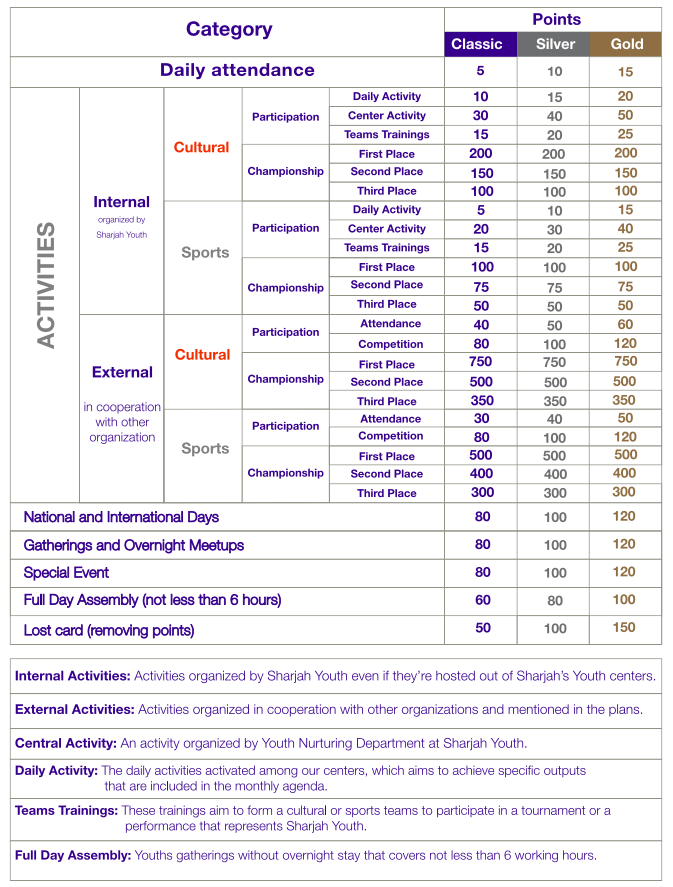 Category
Points
Classic Silver Gold
Daily attendance 5 10 15
ACTIVITIES
Internal
organized by
Sharjah Youth
Cultural
Participation
Daily Activity 10 15 20
Center Activity 30 40 50
Teams Trainings 15 20 25
Championship
First Place 200 200 200
Second Place 150 150 150
Third Place 100 100 100
Sports
Participation
Daily Activity 5 10 15
Center Activity 20 30 40
Teams Trainings 15 20 25
Championship
First Place 100 100 100
Second Place 75 75 75
Third Place 50 50 50
External
in cooperation
with other
organization
Cultural
Participation
Attendance 40 50 60
Competition 80 100 120
Championship
First Place 750 750 750
Second Place 500 500 500
Third Place 350 350 350
Sports
Participation
Attendance 30 40 50
Competition 80 100 120
Championship
First Place 500 500 500
Second Place 400 400 400
Third Place 300 300 300
National and International Days 80 100 120
Gatherings and Overnight Meetups 80 100 120
Special Event 80 100 120
Full Day Assembly (not less than 6 hours) 60 80 100
Lost card (removing points) 50 100 150
Internal Activities: Activities organized by Sharjah Youth even if they're hosted out of Sharjah's Youth centers.
External Activities: Activities organized in cooperation with other organizations and mentioned in the plans.
Central Activity: An activity organized by Youth Nurturing Department at Sharjah Youth.
Daily Activity: The daily activities activated among our centers, which aims to achieve specific outputs
that are included in the monthly agenda.
Teams Trainings: These trainings aim to form a cultural or sports teams to participate in a tournament or a
performance that represents Sharjah Youth.
Full Day Assembly: Youths gatherings without overnight stay that covers not less than 6 working hours.